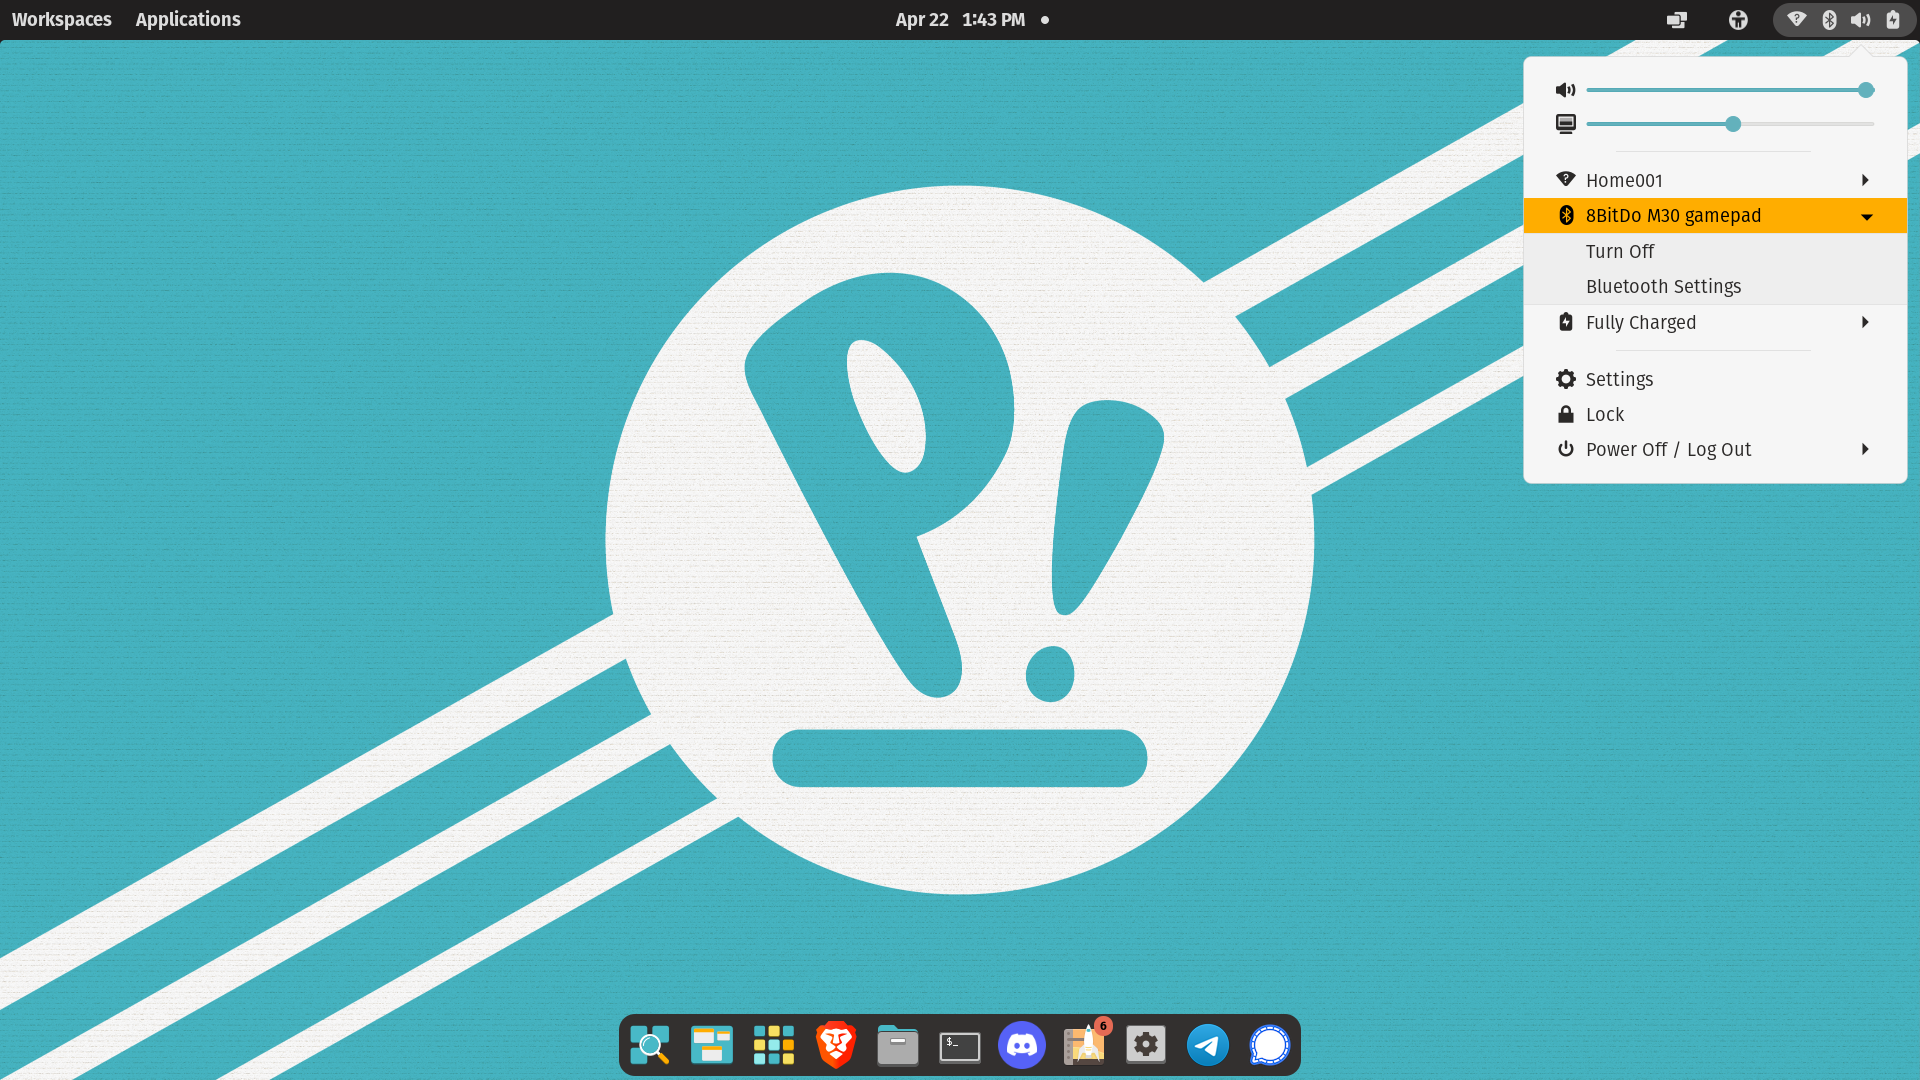 Workspaces Applications Apr 22 1:43 PM
Home001
8BitDo M30 gamepad
Turn Off
Bluetooth Settings
Fully Charged
Settings
Lock
Power Off / Log Out
P!
$_
6